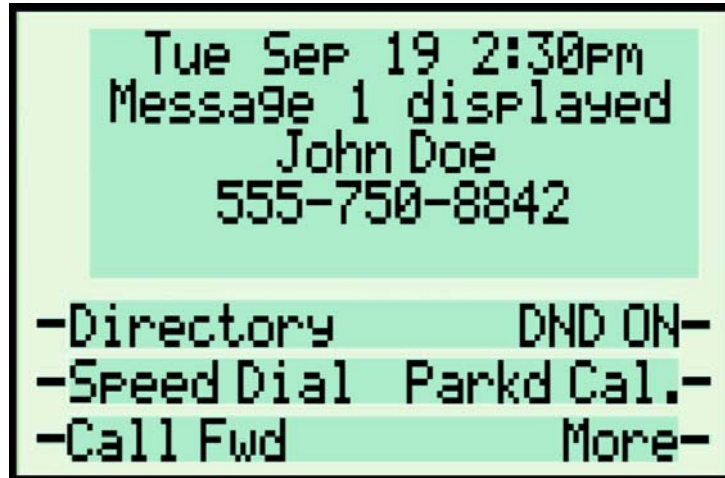 Tue Sep 19 2:30pm
Message 1 displayed
John Doe
555-750-8842
Directory DND ON
Speed Dial Parkd Cal.
Call Fwd More